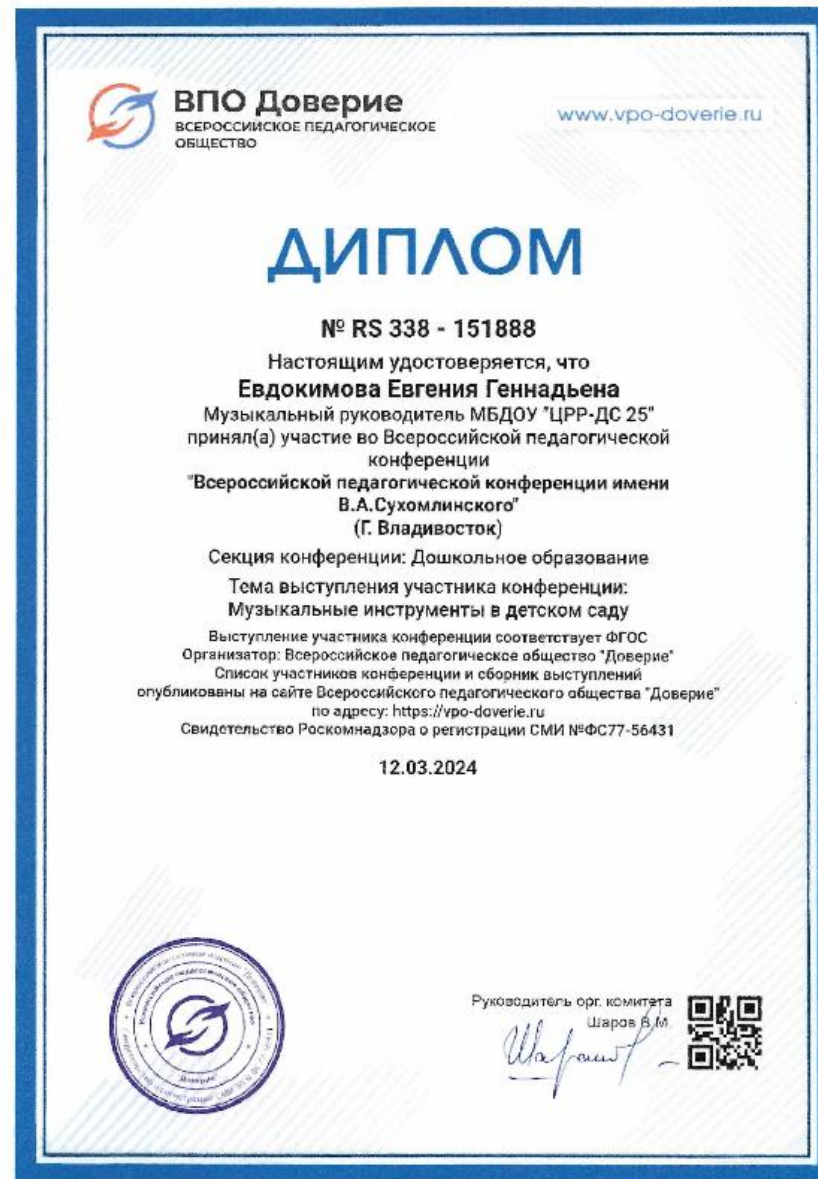 ВПО Доверие
ВСЕРОССИЙСКОЕ ПЕДАГОГИЧЕСКОЕ
ОБЩЕСТВО
www.vpo-doverie.ru
ДИПЛОМ
№ RS 338 - 151888
Настоящим удостоверяется, что
Евдокимова Евгения Геннадьена
Музыкальный руководитель МБДОУ "ЦРР-ДС 25"
принял(а) участие во Всероссийской педагогической
конференции
"Всероссийской педагогической конференции имени
В.А.Сухомлинского"
(Г. Владивосток)
Секция конференции: Дошкольное образование
Тема выступления участника конференции:
Музыкальные инструменты в детском саду
Выступление участника конференции соответствует ФГОС
Организатор: Всероссийское педагогическое общество "Доверие"
Список участников конференции и сборник выступлений
опубликованы на сайте Всероссийского педагогического общества "Доверие"
по адресу: https://vpo-doverie.ru
Свидетельство Роскомнадзора о регистрации СМИ №ФС77-56431
12.03.2024
Руководитель орг. комитета
Шаров В.М.
Всероссийское педагогическое общество
"Доверие"